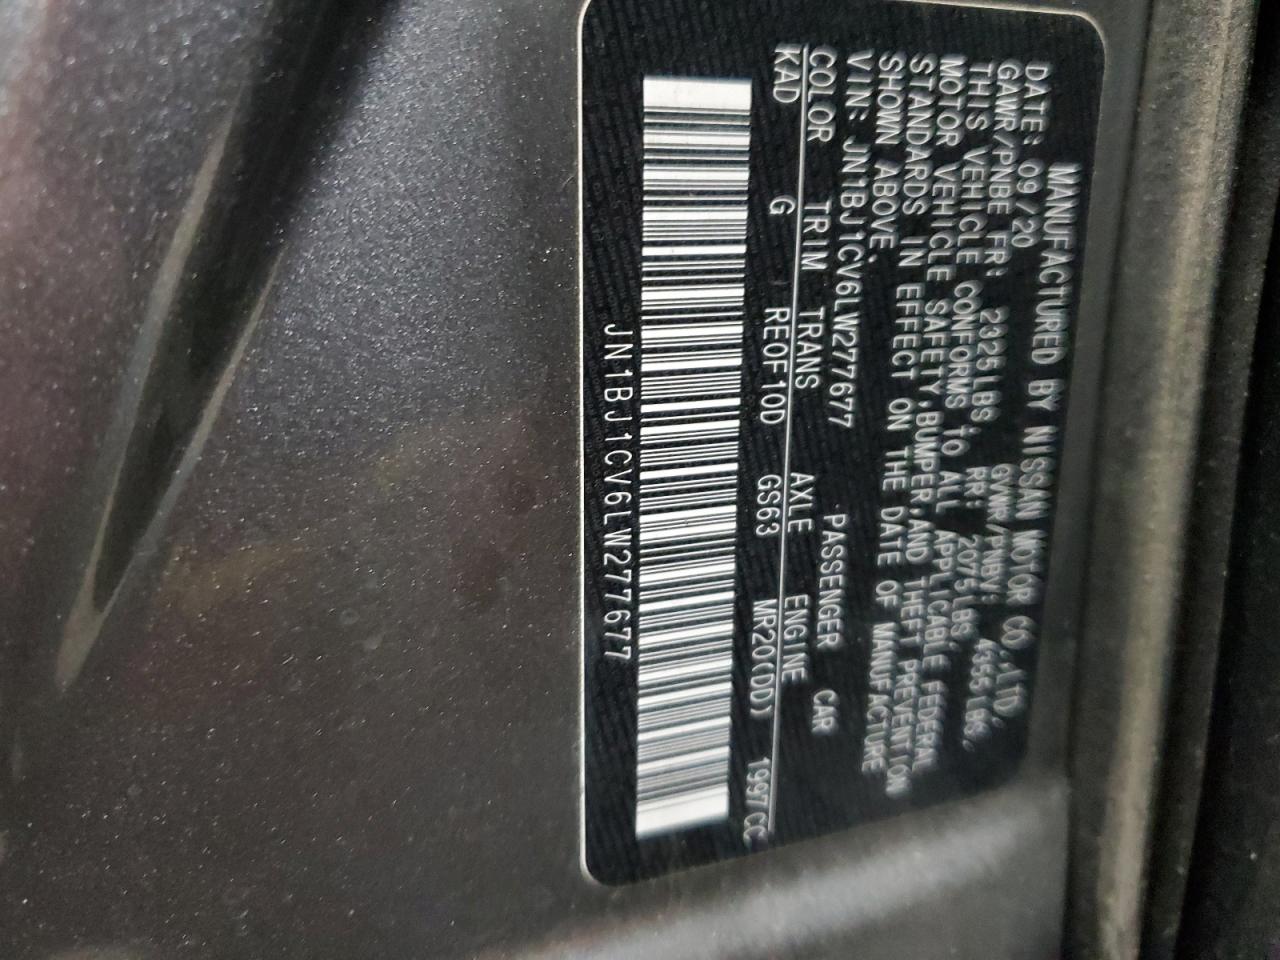 MANUFACTURED BY NISSAN MOTOR CO.,LTD.
DATE: 09/20 GVWR/PNBV: 4355LBS,
GAWR/PNBE FR: 2325LBS, RR: 2075LBS,
THIS VEHICLE CONFORMS TO ALL APPLICABLE FEDERAL
MOTOR VEHICLE SAFETY,BUMPER,AND THEFT PREVENTION
STANDARDS IN EFFECT ON THE DATE OF MANUFACTURE
SHOWN ABOVE.
VIN: JN1BJ1CV6LW277677 PASSENGER CAR
COLOR TRIM TRANS AXLE ENGINE
KAD G RE0F10D GS63 MR20(DD) 1997CC
JN1BJ1CV6LW277677